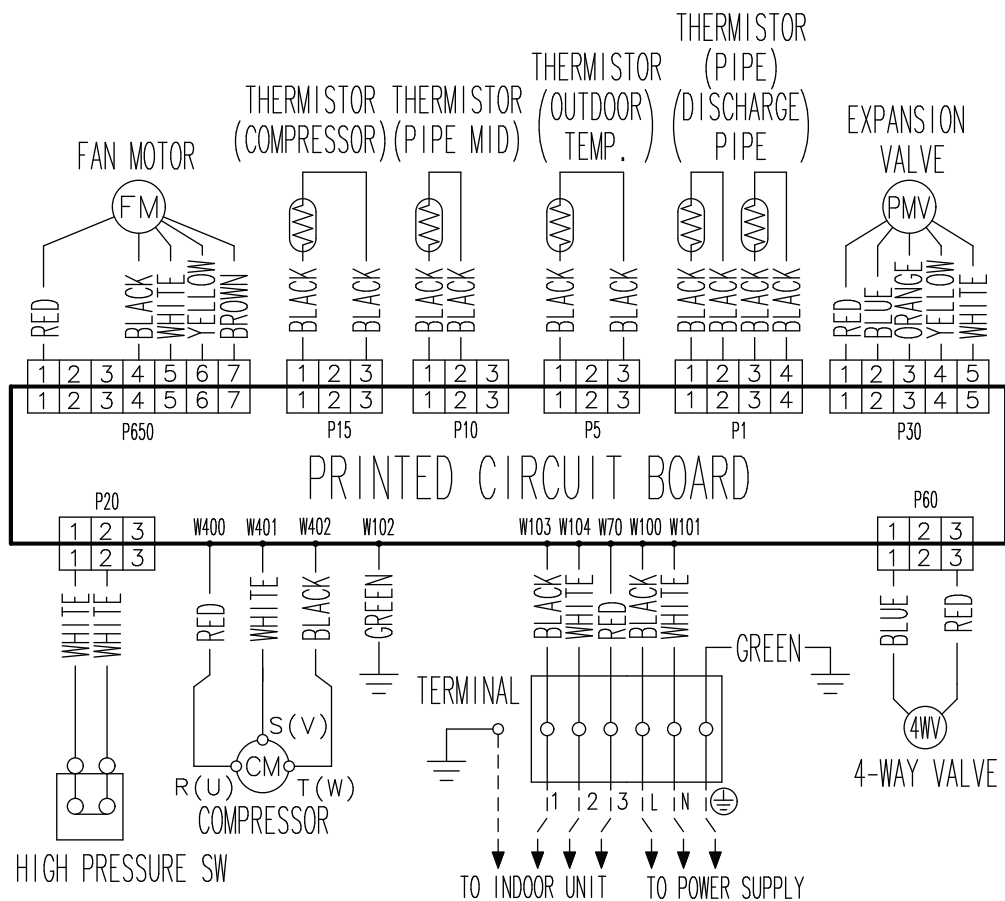 THERMISTOR
(PIPE)
(DISCHARGE)
PIPE
THERMISTOR
(OUTDOOR)
TEMP.
THERMISTOR
(COMPRESSOR)
THERMISTOR
(PIPE MID)
EXPANSION
VALVE
FAN MOTOR
FM
PMV
RED
BLACK
WHITE
YELLOW
BROWN
BLACK
BLACK
BLACK
BLACK
BLACK
BLACK
BLACK
BLACK
BLACK
BLACK
RED
BLUE
ORANGE
YELLOW
WHITE
1 2 3 4 5 6 7
1 2 3
1 2 3
1 2 3
1 2 3 4
1 2 3 4 5
1 2 3 4 5 6 7
1 2 3
1 2 3
1 2 3
1 2 3 4
1 2 3 4 5
P650
P15
P10
P5
P1
P30
PRINTED CIRCUIT BOARD
P20
P60
1 2 3
W400
W401
W402
W102
W103
W104
W70
W100
W101
1 2 3
1 2 3
1 2 3
WHITE
WHITE
RED
WHITE
BLACK
GREEN
BLACK
WHITE
RED
BLACK
WHITE
BLUE
RED
GREEN
TERMINAL
S(V)
CM
R(U)
T(W)
COMPRESSOR
4WV
4-WAY VALVE
1 2 3 L N
HIGH PRESSURE SW
TO INDOOR UNIT
TO POWER SUPPLY